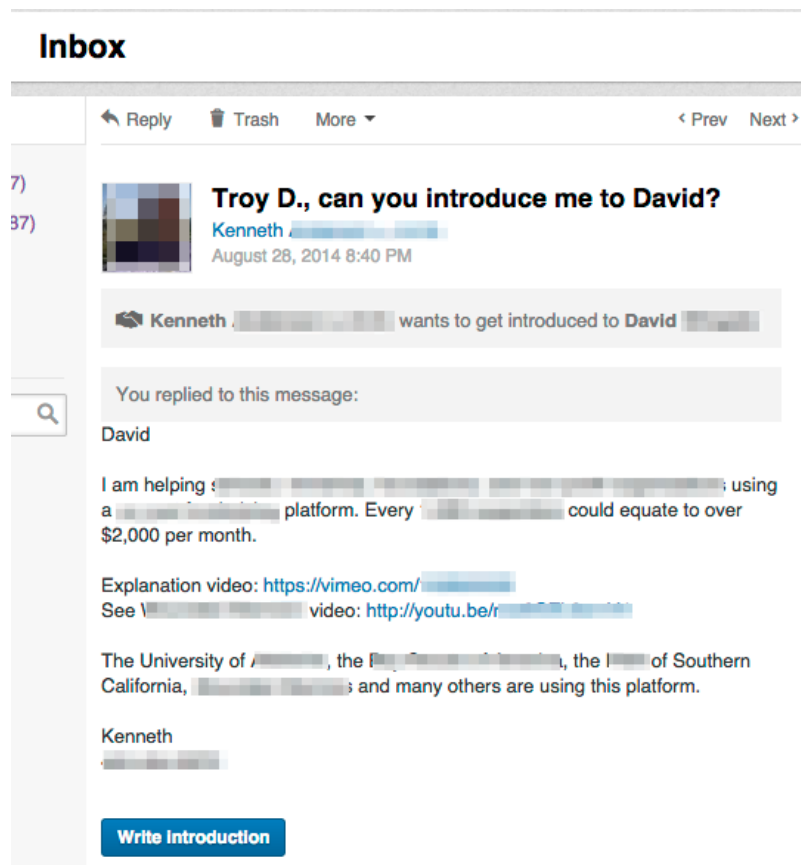 Inbox
Reply Trash More Prev Next
7)
37)
Troy D., can you introduce me to David?
Kenneth
August 28, 2014 8:40 PM
Kenneth wants to get introduced to David
You replied to this message:
David
I am helping using
a platform. Every could equate to over
$2,000 per month.
Explanation video: https://vimeo.com/
See video: http://youtu.be/
The University of , the , the of Southern
California, and many others are using this platform.
Kenneth
Write Introduction